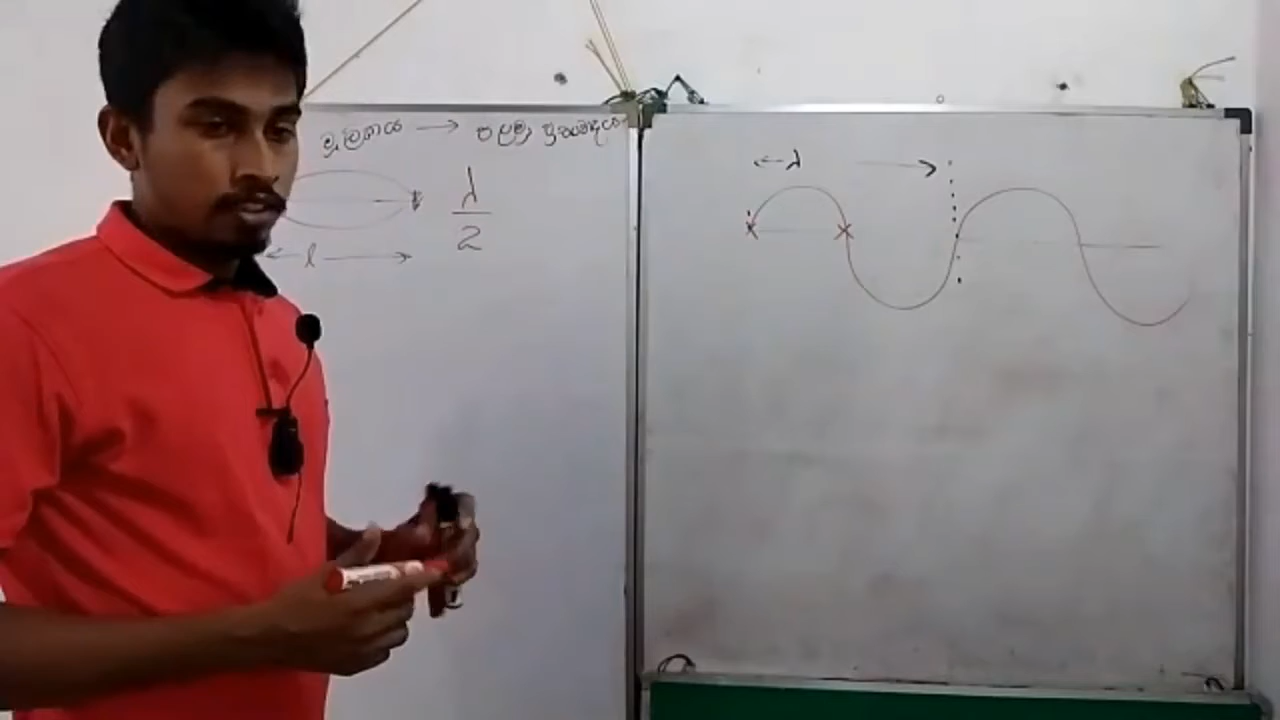 මූලිකය → පළමු ප්‍රසංවාදය
λ
2
← l →
← λ →